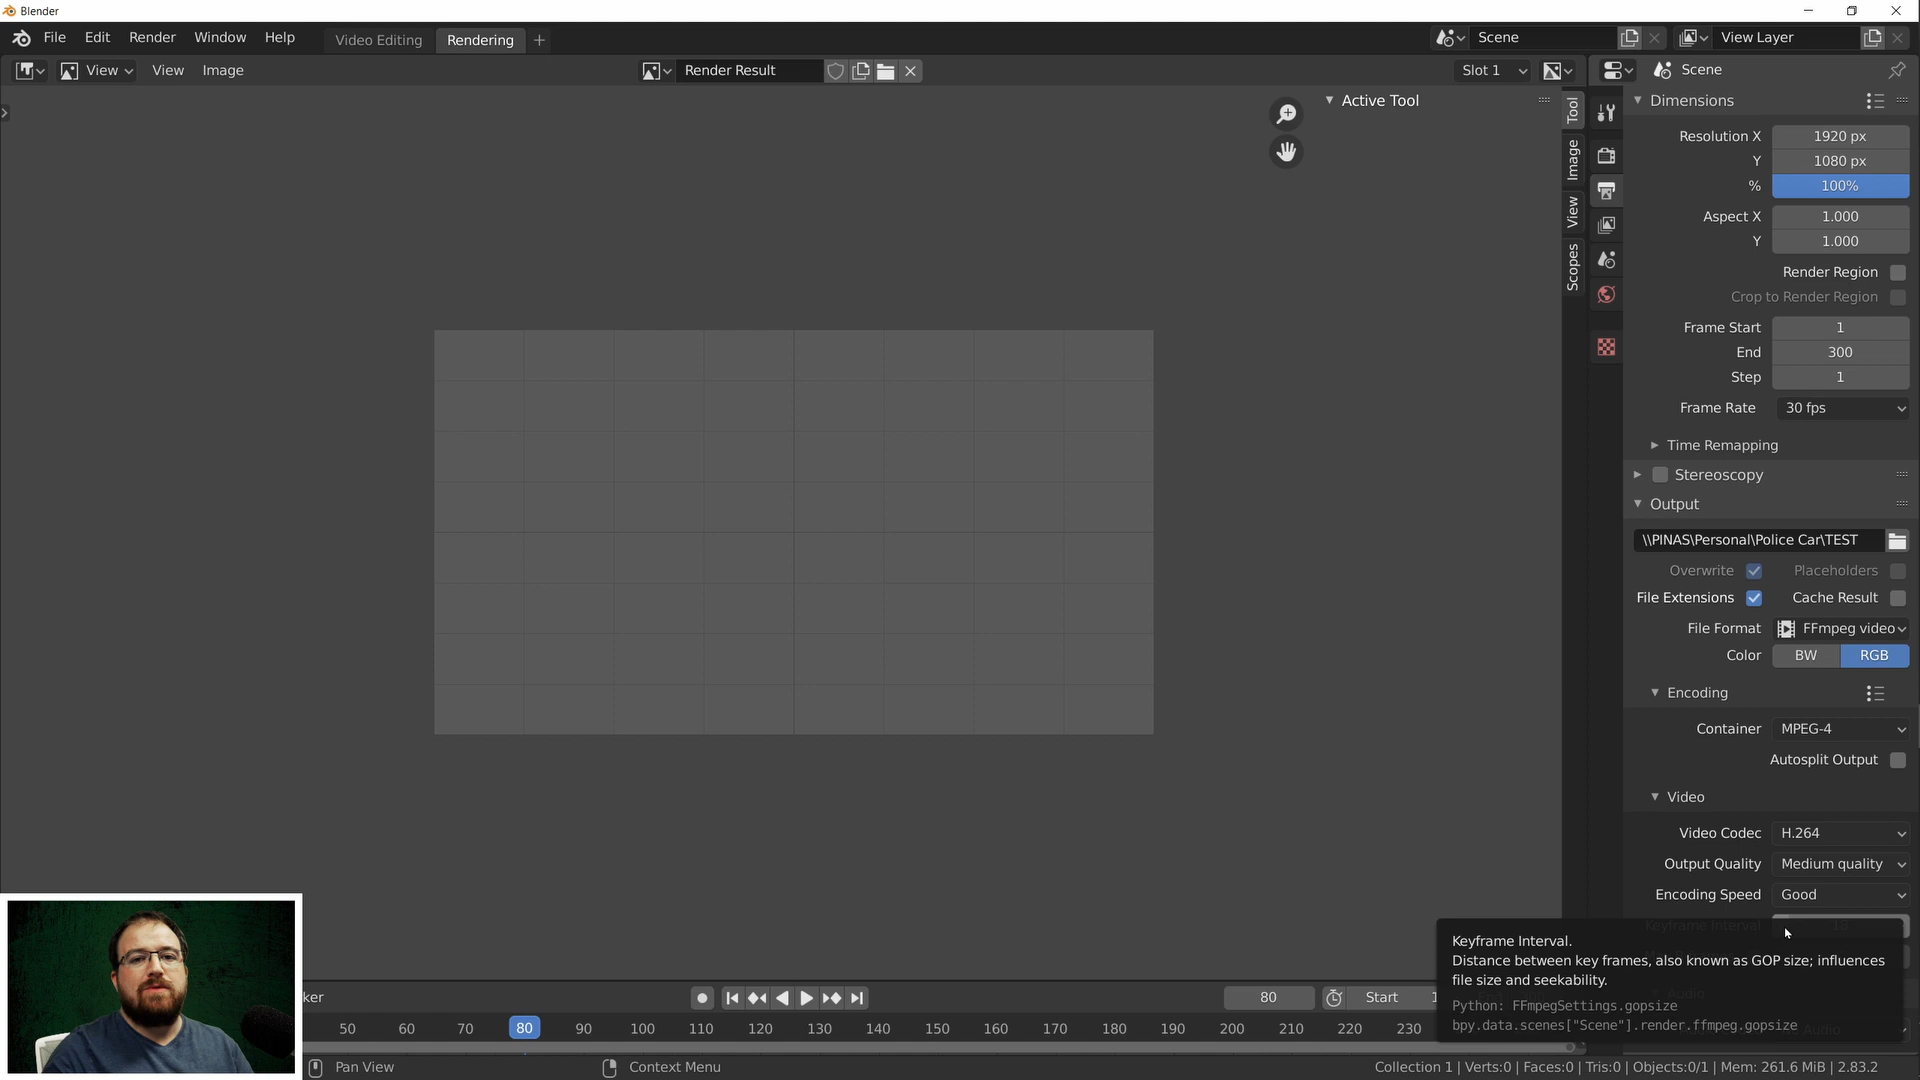 Blender
File Edit Render Window Help Video Editing Rendering + Scene View Layer
View View Image Render Result Slot 1 Scene
Active Tool
Tool
Image
View
Scopes
Dimensions
Resolution X 1920 px
Y 1080 px
% 100%
Aspect X 1.000
Y 1.000
Render Region
Crop to Render Region
Frame Start 1
End 300
Step 1
Frame Rate 30 fps
Time Remapping
Stereoscopy
Output
\\PINAS\Personal\Police Car\TEST
Overwrite Placeholders
File Extensions Cache Result
File Format FFmpeg video
Color BW RGB
Encoding
Container MPEG-4
Autosplit Output
Video
Video Codec H.264
Output Quality Medium quality
Encoding Speed Good
Keyframe Interval 18
Keyframe Interval.
Distance between key frames, also known as GOP size; influences
file size and seekability.
Python: FFmpegSettings.gopsize
bpy.data.scenes["Scene"].render.ffmpeg.gopsize
Audio
ker 80 Start 1
50 60 70 80 90 100 110 120 130 140 150 160 170 180 190 200 210 220 230
Pan View Context Menu Collection 1 | Verts:0 | Faces:0 | Tris:0 | Objects:0/1 | Mem: 261.6 MiB | 2.83.2